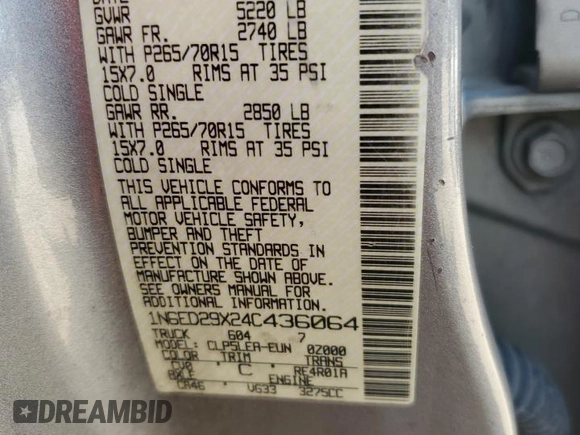 GVWR 5220 LB
GAWR FR. 2740 LB
WITH P265/70R15 TIRES
15X7.0 RIMS AT 35 PSI
COLD SINGLE
GAWR RR. 2850 LB
WITH P265/70R15 TIRES
15X7.0 RIMS AT 35 PSI
COLD SINGLE
THIS VEHICLE CONFORMS TO
ALL APPLICABLE FEDERAL
MOTOR VEHICLE SAFETY,
BUMPER AND THEFT
PREVENTION STANDARDS IN
EFFECT ON THE DATE OF
MANUFACTURE SHOWN ABOVE.
SEE OWNERS MANUAL FOR
ADDITIONAL INFORMATION.
1N6ED29X24C436064
TRUCK 604 7
MODEL: CLPSLEA-EUN 0Z000
COLOR TRIM TRANS
CV0 C RE4R01A
AXLE ENGINE
CA46 VG33 3275CC
DREAMBID